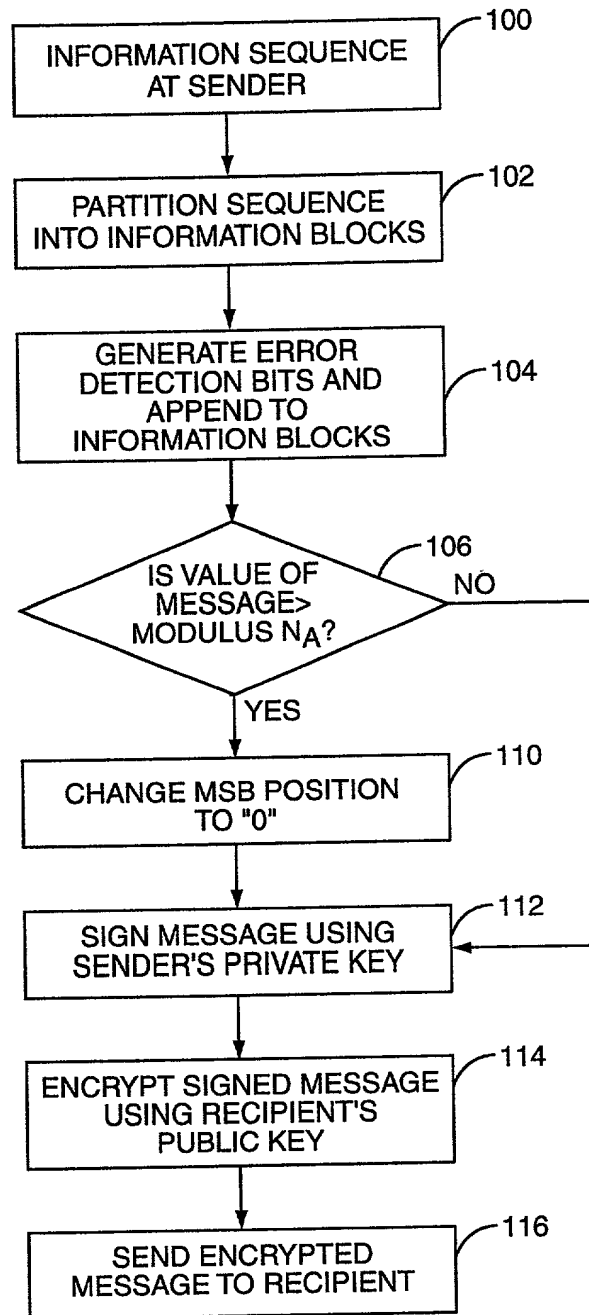 100
INFORMATION SEQUENCE
AT SENDER
102
PARTITION SEQUENCE
INTO INFORMATION BLOCKS
104
GENERATE ERROR
DETECTION BITS AND
APPEND TO
INFORMATION BLOCKS
106
IS VALUE OF
MESSAGE>
MODULUS NA?
NO
YES
110
CHANGE MSB POSITION
TO "0"
112
SIGN MESSAGE USING
SENDER'S PRIVATE KEY
114
ENCRYPT SIGNED MESSAGE
USING RECIPIENT'S
PUBLIC KEY
116
SEND ENCRYPTED
MESSAGE TO RECIPIENT